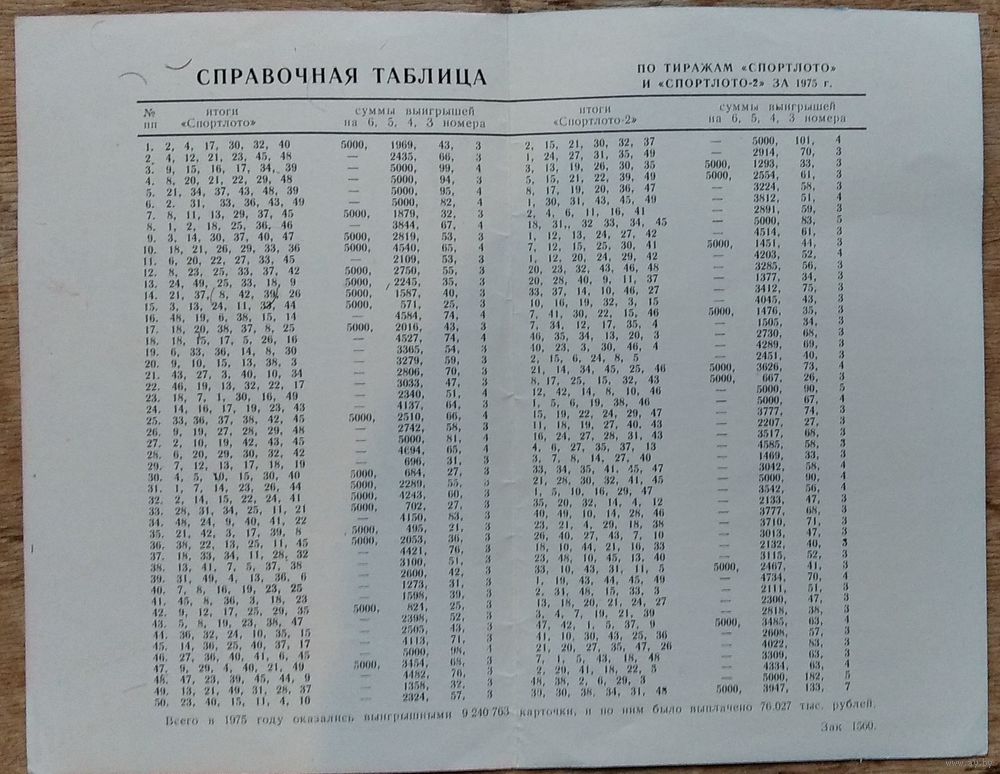 СПРАВОЧНАЯ ТАБЛИЦА
ПО ТИРАЖАМ «СПОРТЛОТО»
И «СПОРТЛОТО-2» ЗА 1975 г.
№ пп итоги «Спортлото» суммы выигрышей на 6, 5, 4, 3 номера итоги «Спортлото-2» суммы выигрышей на 6, 5, 4, 3 номера
1. 2, 4, 17, 30, 32, 40 5000, 1969, 43, 3 2, 15, 21, 30, 32, 37 — 5000, 101, 4
2. 4, 12, 21, 23, 45, 48 — 2435, 66, 3 1, 24, 27, 31, 35, 49 — 2914, 70, 3
3. 9, 15, 16, 17, 34, 39 — 5000, 99, 4 3, 13, 19, 26, 30, 35 5000, 1293, 33, 3
4. 8, 20, 21, 22, 29, 48 — 5000, 94, 3 5, 15, 21, 22, 39, 49 5000, 2554, 61, 3
5. 21, 34, 37, 43, 48, 39 — 5000, 95, 4 8, 17, 19, 20, 36, 47 — 3224, 58, 3
6. 2. 31, 33, 36, 43, 49 — 5000, 82, 4 1, 30, 31, 43, 45, 49 — 3812, 51, 4
7. 8, 11, 13, 29, 37, 45 5000, 1879, 32, 3 2, 4, 6, 11, 16, 41 — 2891, 59, 3
8. 1, 2, 18, 25, 36, 46 — 3844, 67, 4 18, 31,, 32, 33, 34, 45 — 5000, 83, 5
9. 3, 14, 30, 37, 40, 47 5000, 2819, 53, 3 1, 12, 13, 24, 27, 42 — 4514, 61, 3
10. 18, 21, 26, 29, 33, 36 5000, 4540, 65, 4 7, 12, 15, 25, 30, 41 5000, 1451, 44, 3
11. 6, 20, 22, 27, 33, 45 — 2109, 53, 3 1, 12, 20, 24, 29, 42 — 4203, 52, 4
12. 8, 23, 25, 33, 37, 42 5000, 2750, 55, 3 20, 23, 32, 43, 46, 48 — 3285, 56, 3
13. 24, 49, 25, 33, 18, 9 5000, 2245, 35, 3 20, 28, 40, 9, 11, 37 — 1377, 34, 3
14. 21, 37, 8, 42, 39, 26 5000, 1587, 40, 3 33, 37, 14, 10, 46, 27 — 3412, 75, 3
15. 3, 13, 24, 11, 33, 44 5000, 571, 25, 3 10, 16, 19, 32, 3, 15 — 4045, 43, 3
16. 48, 19, 6, 38, 15, 14 — 4584, 74, 4 7, 41, 30, 22, 15, 46 5000, 1476, 35, 3
17. 18, 20, 38, 37, 8, 25 5000, 2016, 43, 3 7, 34, 12, 17, 35, 4 — 1505, 34, 3
18. 18, 15, 17, 5, 26, 16 — 4527, 74, 4 46, 35, 34, 13, 20, 3 — 2730, 68, 3
19. 6, 33, 36, 14, 8, 30 — 3365, 54, 3 40, 23, 3, 30, 46, 4 — 4289, 69, 3
20. 9, 10, 15, 13, 38, 3 — 3279, 59, 3 2, 15, 6, 24, 8, 5 — 2451, 40, 3
21. 43, 27, 3, 40, 10, 34 — 2806, 70, 3 21, 14, 34, 45, 25, 46 5000, 3626, 73, 4
22. 46, 19, 13, 32, 22, 17 — 3033, 47, 3 8, 17, 25, 15, 32, 43 5000, 667, 26, 3
23. 18, 7, 1, 30, 16, 49 — 2340, 51, 4 12, 42, 14, 8, 10, 46 — 5000, 90, 5
24. 14, 16, 17, 19, 23, 43 — 4137, 64, 3 1, 5, 6, 19, 38, 46 — 5000, 67, 4
25. 33, 36, 37, 38, 42, 45 5000, 2510, 66, 4 15, 19, 22, 24, 29, 47 — 3777, 74, 3
26. 9, 19, 27, 28, 29, 48 — 2742, 58, 3 11, 18, 19, 27, 40, 43 — 2207, 27, 3
27. 2, 10, 19, 42, 43, 45 — 5000, 81, 4 16, 24, 27, 28, 31, 43 — 3517, 68, 3
28. 6, 20, 29, 30, 32, 42 — 4694, 65, 4 4, 6, 27, 35, 37, 13 — 4585, 58, 3
29. 7, 12, 13, 17, 18, 19 — 696, 31, 3 3, 7, 8, 14, 27, 40 — 1469, 33, 3
30. 4, 5, 10, 15, 30, 40 5000, 684, 27, 3 33, 34, 35, 41, 45, 47 — 3042, 58, 4
31. 1, 7, 14, 23, 26, 44 5000, 2289, 55, 3 21, 28, 30, 32, 41, 45 — 5000, 90, 4
32. 2, 14, 15, 22, 24, 41 5000, 4243, 60, 3 1, 5, 10, 16, 29, 47 — 3542, 56, 4
33. 28, 31, 34, 25, 11, 21 5000, 702, 27, 3 35, 20, 32, 14, 4, 12 — 2133, 47, 3
34. 48, 24, 9, 40, 41, 22 — 4150, 83, 3 40, 49, 10, 14, 28, 46 — 3777, 68, 3
35. 21, 42, 3, 17, 39, 8 5000, 495, 21, 3 23, 21, 4, 29, 18, 38 — 3710, 71, 3
36. 38, 22, 13, 25, 11, 45 5000, 2053, 36, 3 26, 40, 27, 43, 7, 10 — 3013, 47, 3
37. 18, 33, 34, 11, 28, 32 — 4421, 76, 3 18, 10, 44, 21, 16, 33 — 2132, 40, 3
38. 13, 41, 7, 5, 37, 38 — 3100, 51, 3 23, 48, 10, 45, 13, 40 — 3115, 52, 3
39. 31, 49, 4, 13, 36, 6 — 2600, 42, 3 33, 10, 43, 31, 11, 5 5000, 2467, 41, 3
40. 7, 8, 16, 19, 23, 25 — 1273, 31, 3 1, 19, 43, 44, 45, 49 — 4734, 70, 4
41. 45, 8, 36, 3, 18, 23 — 1598, 39, 3 2, 31, 48, 15, 33, 3 — 2111, 51, 3
42. 9, 12, 17, 25, 29, 35 5000, 824, 25, 3 13, 18, 20, 21, 24, 27 — 2300, 47, 3
43. 5, 8, 19, 23, 38, 47 — 2398, 52, 3 3, 4, 7, 19, 21, 39 — 2818, 38, 3
44. 36, 32, 24, 10, 35, 15 — 2505, 43, 3 47, 42, 1, 5, 37, 9 5000, 3485, 63, 4
45. 14, 36, 25, 40, 37, 17 — 4113, 71, 3 41, 10, 30, 43, 25, 36 — 2608, 57, 3
46. 27, 36, 40, 41, 6, 45 — 5000, 98, 4 21, 20, 27, 35, 47, 26 — 4022, 83, 3
47. 9, 29, 4, 40, 21, 49 5000, 3454, 68, 3 7, 1, 5, 43, 18, 48 — 3309, 63, 3
48. 47, 23, 39, 45, 44, 9 — 4482, 76, 3 2, 29, 41, 18, 22, 5 — 4334, 63, 4
49. 13, 21, 49, 31, 28, 37 — 1358, 32, 3 48, 38, 2, 6, 29, 3 — 5000, 182, 5
50. 23, 40, 15, 11, 4, 10 — 2324, 57, 3 39, 30, 38, 34, 31, 48 5000, 3947, 133, 7
Всего в 1975 году оказались выигрышными 9 240 763 карточки, и по ним было выплачено 76.027 тыс. рублей.
Зак 1560.
www.ay.by